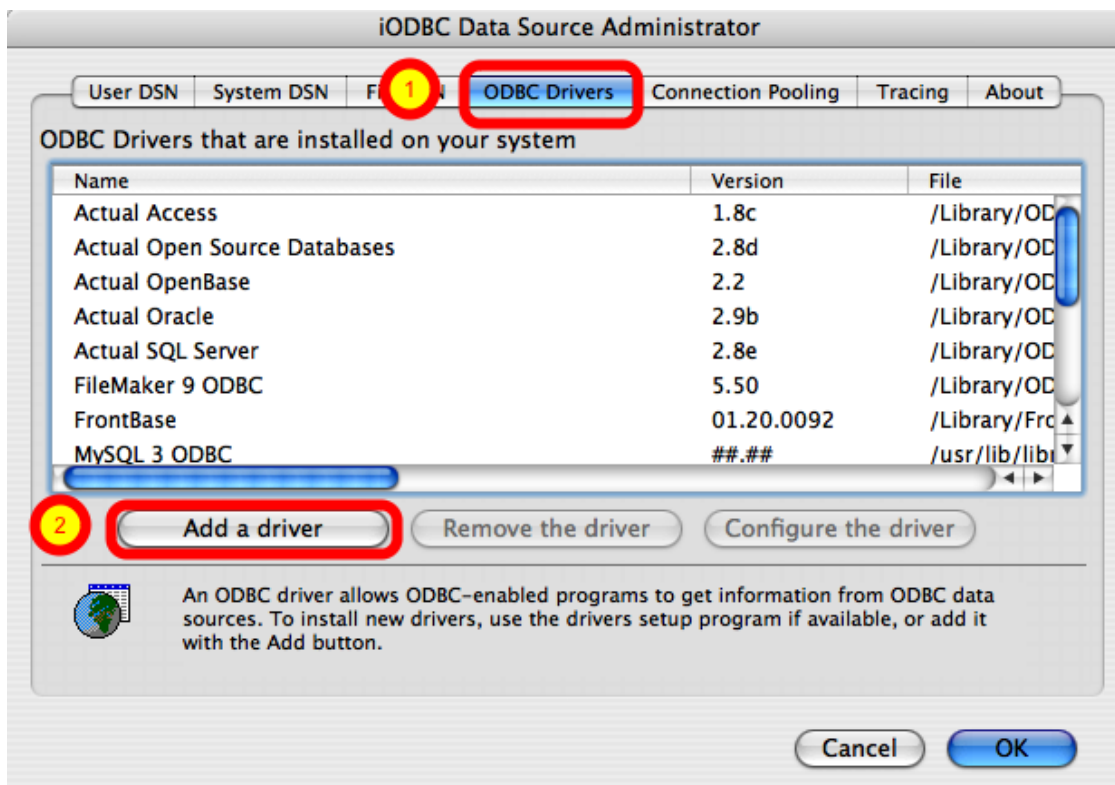 iODBC Data Source Administrator
User DSN System DSN 1 ODBC Drivers Connection Pooling Tracing About
ODBC Drivers that are installed on your system
Name Version File
Actual Access 1.8c /Library/OD
Actual Open Source Databases 2.8d /Library/OD
Actual OpenBase 2.2 /Library/OD
Actual Oracle 2.9b /Library/OD
Actual SQL Server 2.8e /Library/OD
FileMaker 9 ODBC 5.50 /Library/OD
FrontBase 01.20.0092 /Library/Fro
MySQL 3 ODBC ##.## /usr/lib/lib
2 Add a driver Remove the driver Configure the driver
An ODBC driver allows ODBC-enabled programs to get information from ODBC data
sources. To install new drivers, use the drivers setup program if available, or add it
with the Add button.
Cancel OK